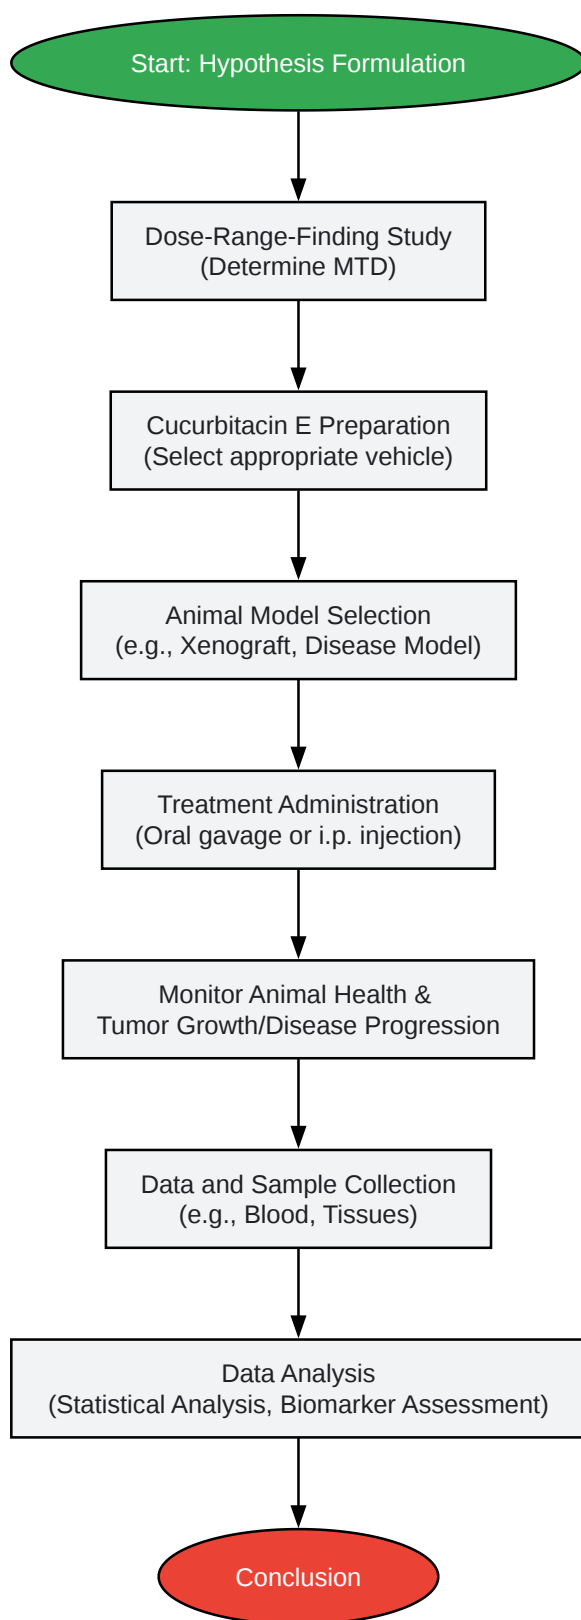 Start: Hypothesis Formulation
Dose-Range-Finding Study
(Determine MTD)
Cucurbitacin E Preparation
(Select appropriate vehicle)
Animal Model Selection
(e.g., Xenograft, Disease Model)
Treatment Administration
(Oral gavage or i.p. injection)
Monitor Animal Health &
Tumor Growth/Disease Progression
Data and Sample Collection
(e.g., Blood, Tissues)
Data Analysis
(Statistical Analysis, Biomarker Assessment)
Conclusion